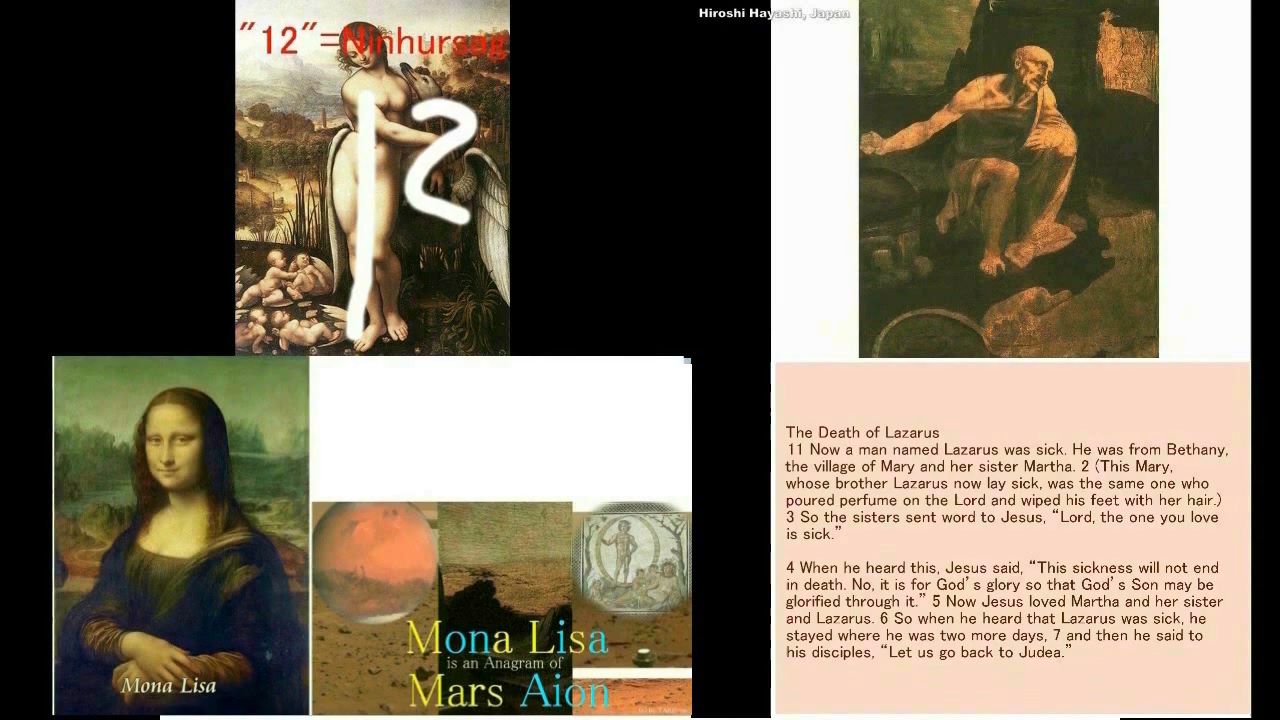 Hiroshi Hayashi, Japan
"12"=Ninhursag
12
Mona Lisa
Mona Lisa
is an Anagram of
Mars Aion
The Death of Lazarus
11 Now a man named Lazarus was sick. He was from Bethany,
the village of Mary and her sister Martha. 2 (This Mary,
whose brother Lazarus now lay sick, was the same one who
poured perfume on the Lord and wiped his feet with her hair.)
3 So the sisters sent word to Jesus, “Lord, the one you love
is sick.”
4 When he heard this, Jesus said, “This sickness will not end
in death. No, it is for God’s glory so that God’s Son may be
glorified through it.” 5 Now Jesus loved Martha and her sister
and Lazarus. 6 So when he heard that Lazarus was sick, he
stayed where he was two more days, 7 and then he said to
his disciples, “Let us go back to Judea.”